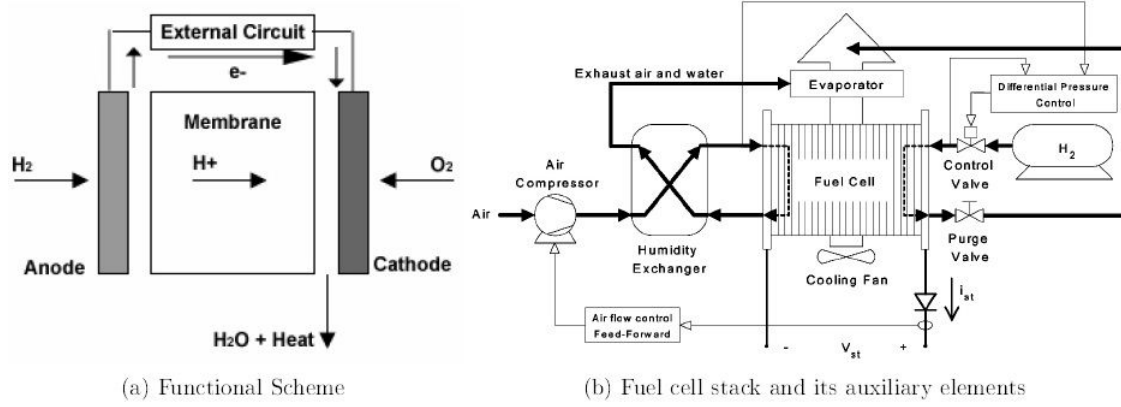 External Circuit
e-
Membrane
H2
H+
O2
Anode
Cathode
H2O + Heat
(a) Functional Scheme
Exhaust air and water
Evaporator
Differential Pressure
Control
H2
Control
Valve
Air
Compressor
Fuel Cell
Air
Purge
Valve
Humidity
Exchanger
Cooling Fan
ist
Air flow control
Feed-Forward
- Vst +
(b) Fuel cell stack and its auxiliary elements